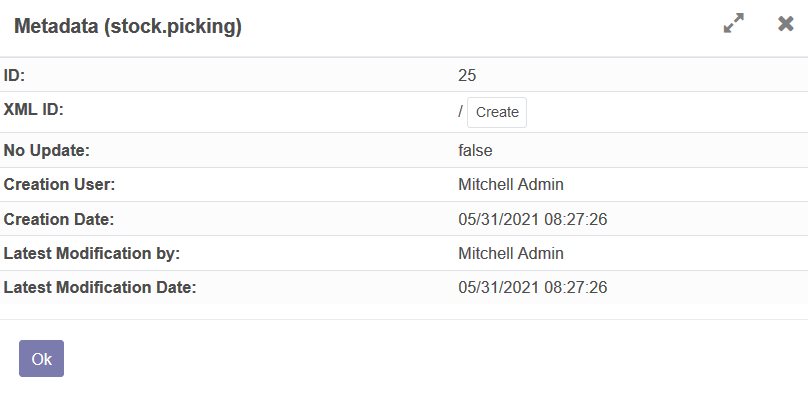 Metadata (stock.picking)
ID: 25
XML ID: / Create
No Update: false
Creation User: Mitchell Admin
Creation Date: 05/31/2021 08:27:26
Latest Modification by: Mitchell Admin
Latest Modification Date: 05/31/2021 08:27:26
Ok